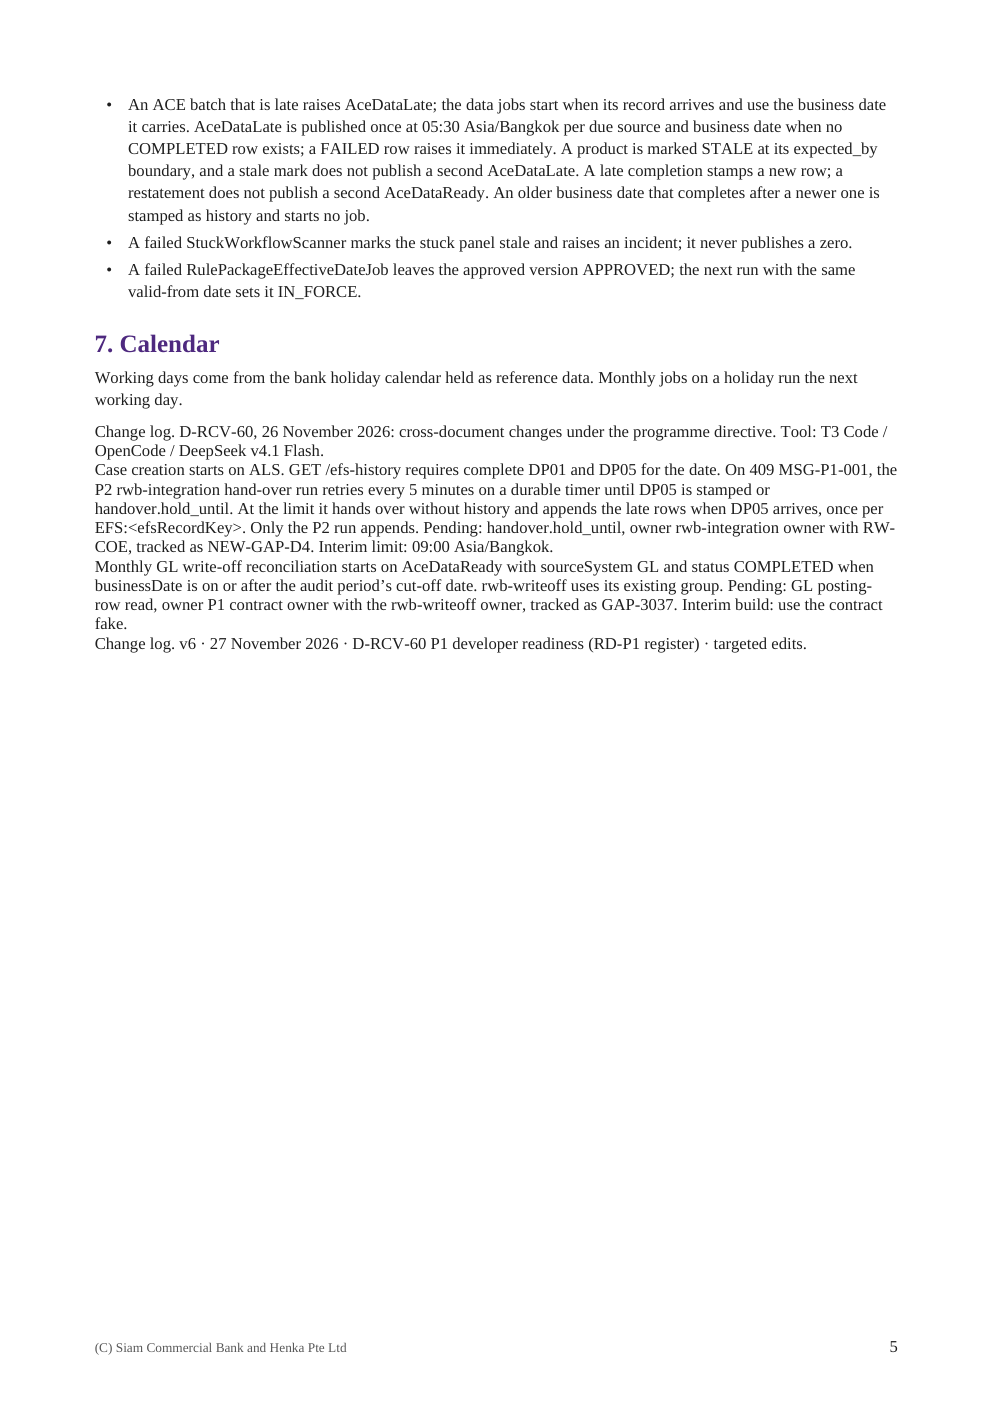 • An ACE batch that is late raises AceDataLate; the data jobs start when its record arrives and use the business date
it carries. AceDataLate is published once at 05:30 Asia/Bangkok per due source and business date when no
COMPLETED row exists; a FAILED row raises it immediately. A product is marked STALE at its expected_by
boundary, and a stale mark does not publish a second AceDataLate. A late completion stamps a new row; a
restatement does not publish a second AceDataReady. An older business date that completes after a newer one is
stamped as history and starts no job.
• A failed StuckWorkflowScanner marks the stuck panel stale and raises an incident; it never publishes a zero.
• A failed RulePackageEffectiveDateJob leaves the approved version APPROVED; the next run with the same
valid-from date sets it IN_FORCE.
7. Calendar
Working days come from the bank holiday calendar held as reference data. Monthly jobs on a holiday run the next
working day.
Change log. D-RCV-60, 26 November 2026: cross-document changes under the programme directive. Tool: T3 Code /
OpenCode / DeepSeek v4.1 Flash.
Case creation starts on ALS. GET /efs-history requires complete DP01 and DP05 for the date. On 409 MSG-P1-001, the
P2 rwb-integration hand-over run retries every 5 minutes on a durable timer until DP05 is stamped or
handover.hold_until. At the limit it hands over without history and appends the late rows when DP05 arrives, once per
EFS:<efsRecordKey>. Only the P2 run appends. Pending: handover.hold_until, owner rwb-integration owner with RW-
COE, tracked as NEW-GAP-D4. Interim limit: 09:00 Asia/Bangkok.
Monthly GL write-off reconciliation starts on AceDataReady with sourceSystem GL and status COMPLETED when
businessDate is on or after the audit period’s cut-off date. rwb-writeoff uses its existing group. Pending: GL posting-
row read, owner P1 contract owner with the rwb-writeoff owner, tracked as GAP-3037. Interim build: use the contract
fake.
Change log. v6 · 27 November 2026 · D-RCV-60 P1 developer readiness (RD-P1 register) · targeted edits.
(C) Siam Commercial Bank and Henka Pte Ltd
5